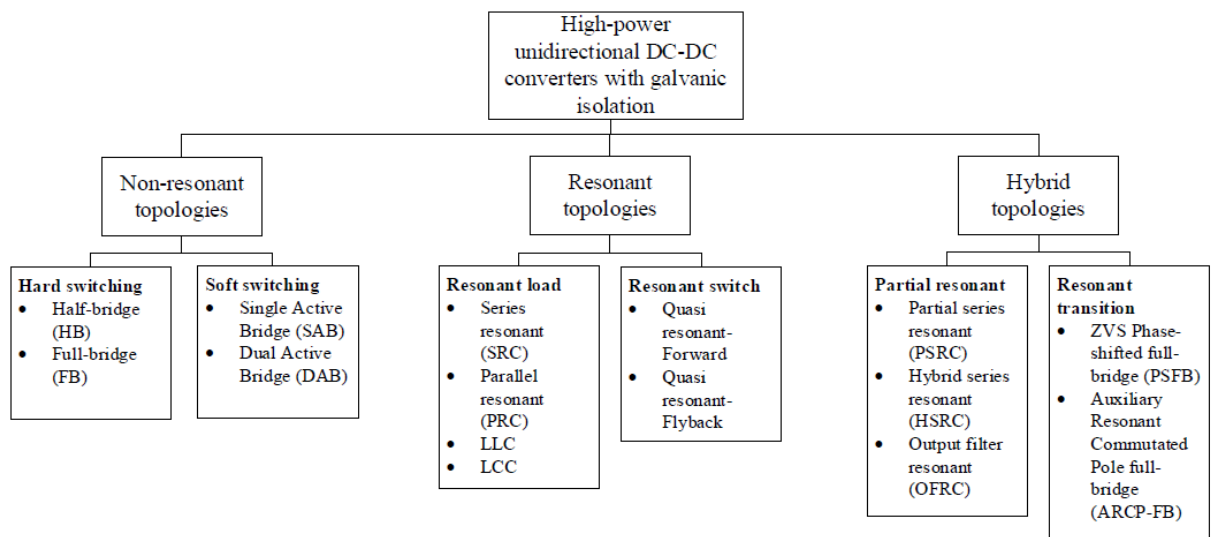 High-power
unidirectional DC-DC
converters with galvanic
isolation
Non-resonant
topologies
Resonant
topologies
Hybrid
topologies
Hard switching
• Half-bridge
(HB)
• Full-bridge
(FB)
Soft switching
• Single Active
Bridge (SAB)
• Dual Active
Bridge (DAB)
Resonant load
• Series
resonant
(SRC)
• Parallel
resonant
(PRC)
• LLC
• LCC
Resonant switch
• Quasi
resonant-
Forward
• Quasi
resonant-
Flyback
Partial resonant
• Partial series
resonant
(PSRC)
• Hybrid series
resonant
(HSRC)
• Output filter
resonant
(OFRC)
Resonant
transition
• ZVS Phase-
shifted full-
bridge (PSFB)
• Auxiliary
Resonant
Commutated
Pole full-
bridge
(ARCP-FB)